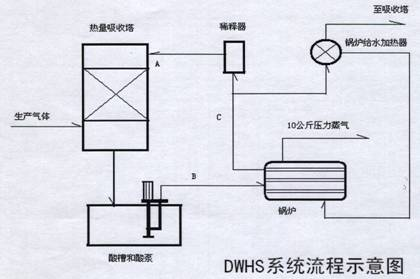 至吸收塔
热量吸收塔
稀释器
锅炉给水加热器
A
生产气体
C
10公斤压力蒸气
B
锅炉
酸槽和酸泵
DWHS系统流程示意图